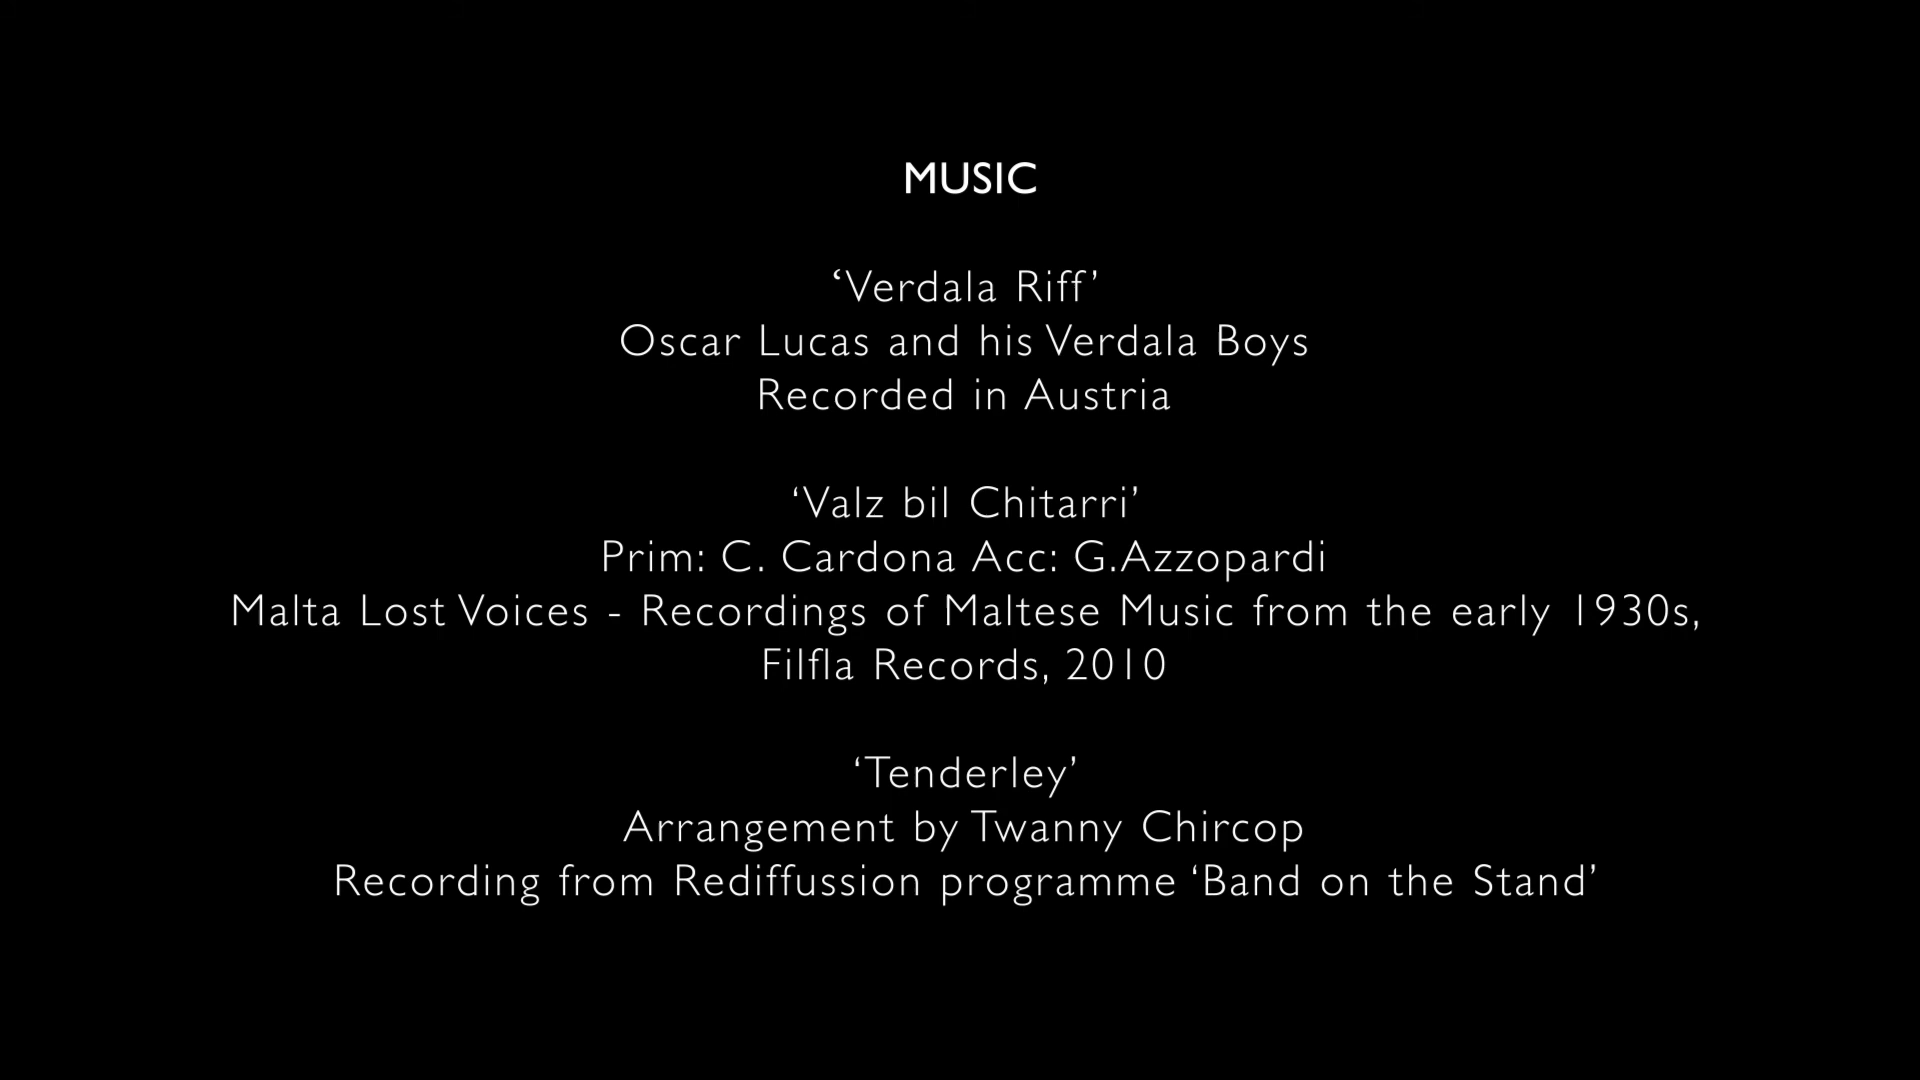 MUSIC
‘Verdala Riff’
Oscar Lucas and his Verdala Boys
Recorded in Austria
‘Valz bil Chitarri’
Prim: C. Cardona Acc: G.Azzopardi
Malta Lost Voices - Recordings of Maltese Music from the early 1930s,
Filfla Records, 2010
‘Tenderley’
Arrangement by Twanny Chircop
Recording from Rediffussion programme ‘Band on the Stand’